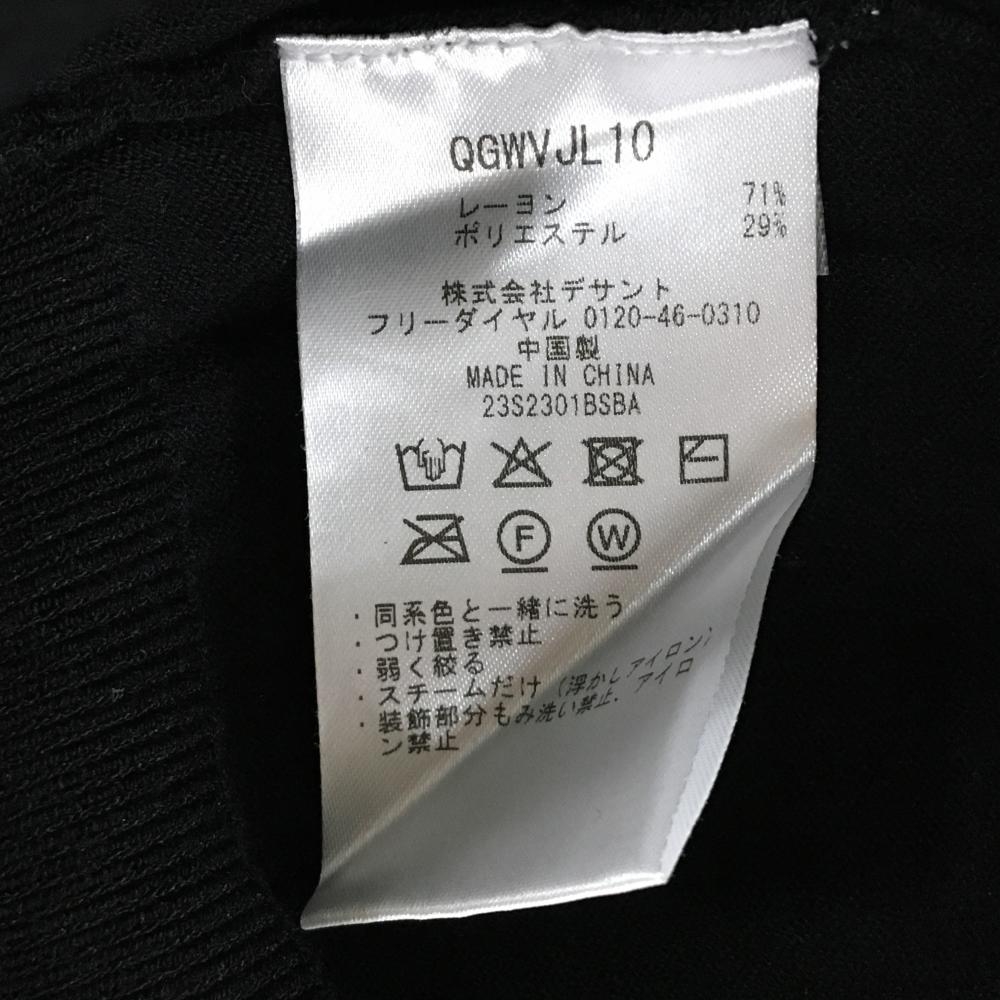 QGWVJL10
レーヨン 71%
ポリエステル 29%
株式会社デサント
フリーダイヤル 0120-46-0310
中国製
MADE IN CHINA
23S2301BSBA
F W
・同系色と一緒に洗う
・つけ置き禁止
・弱く絞る
・スチームだけ（浮かしアイロン）
・装飾部分もみ洗い禁止．アイロ
ン禁止